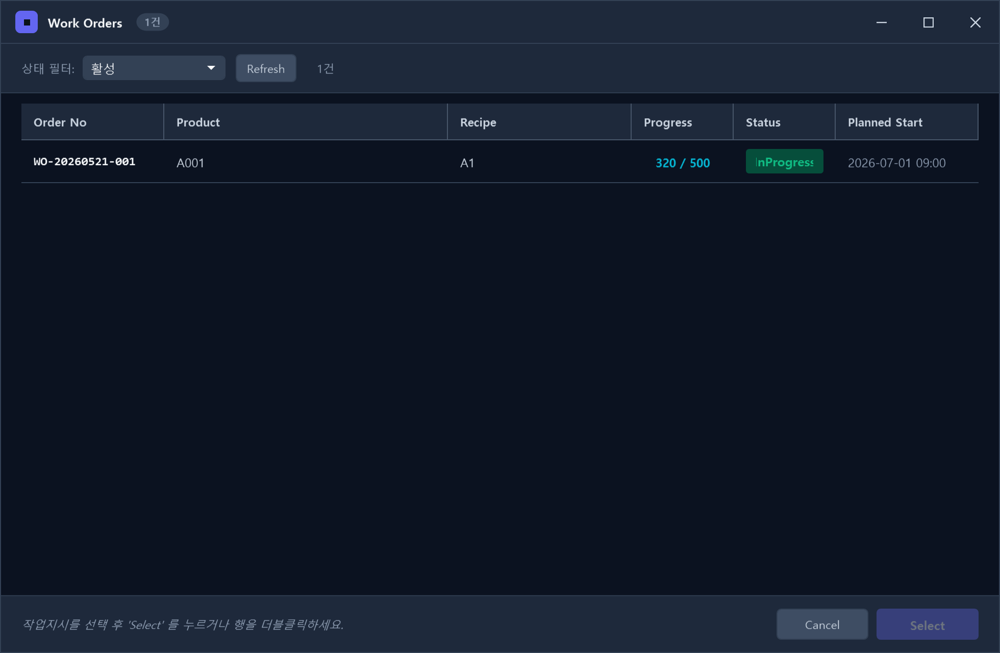 Work Orders 1건
상태 필터: 활성 Refresh 1건
Order No Product Recipe Progress Status Planned Start
WO-20260521-001 A001 A1 320 / 500 InProgress 2026-07-01 09:00
작업지시를 선택 후 'Select' 를 누르거나 행을 더블클릭하세요.
Cancel Select